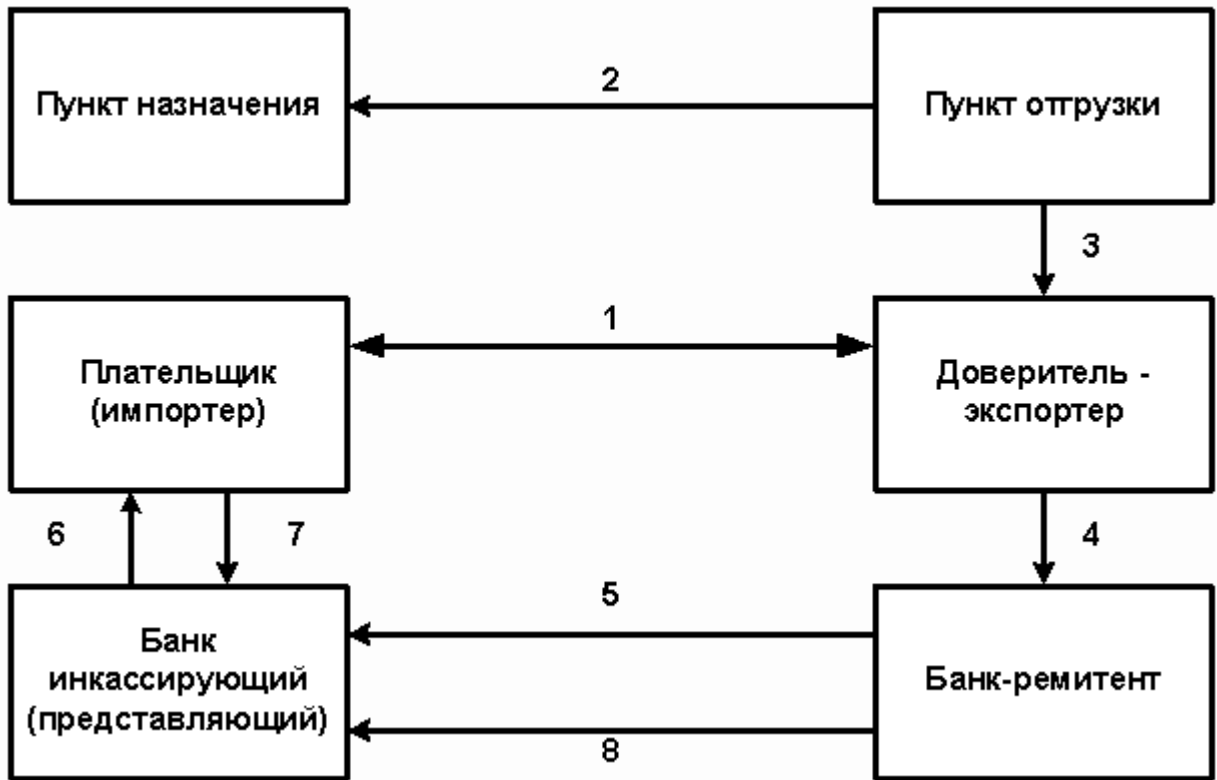 Пункт назначения
2
Пункт отгрузки
3
Плательщик
(импортер)
1
Доверитель -
экспортер
6
7
4
Банк
инкассирующий
(представляющий)
5
8
Банк-ремитент